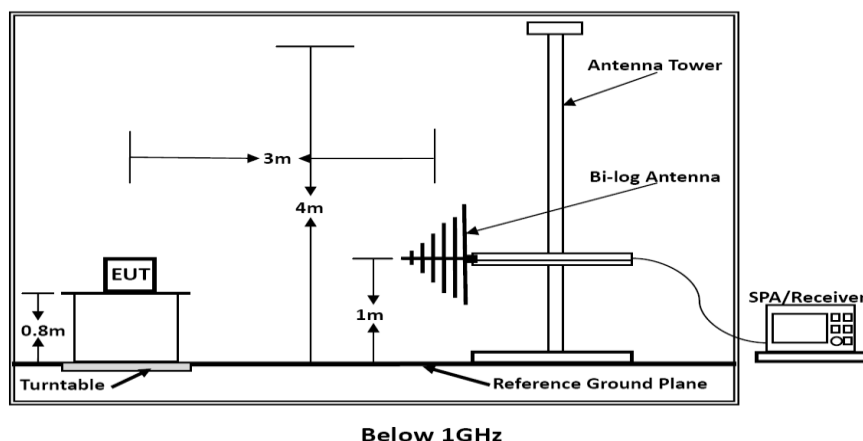 Antenna Tower
3m
Bi-log Antenna
4m
EUT
SPA/Receiver
0.8m
1m
Turntable
Reference Ground Plane
Below 1GHz